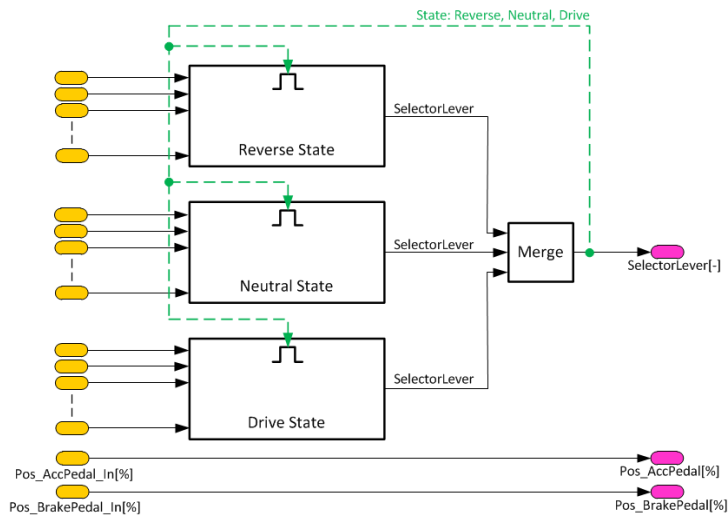 State: Reverse, Neutral, Drive
SelectorLever
Reverse State
SelectorLever
Neutral State
Merge
SelectorLever[-]
SelectorLever
Drive State
Pos_AccPedal_In[%]
Pos_AccPedal[%]
Pos_BrakePedal_In[%]
Pos_BrakePedal[%]